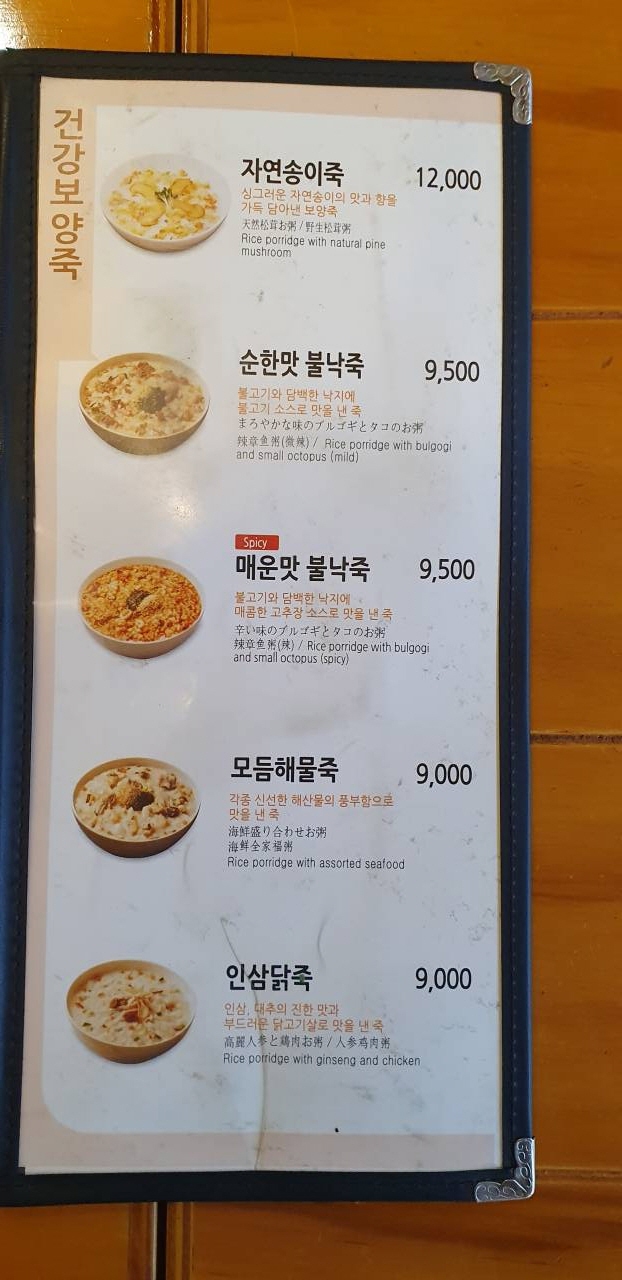 건강보양죽
자연송이죽 12,000
싱그러운 자연송이의 맛과 향을
가득 담아낸 보양죽
天然松茸お粥 / 野生松茸粥
Rice porridge with natural pine
mushroom
순한맛 불낙죽 9,500
불고기와 담백한 낙지에
불고기 소스로 맛을 낸 죽
まろやかな味のブルゴギとタコのお粥
辣章鱼粥(微辣) / Rice porridge with bulgogi
and small octopus (mild)
Spicy
매운맛 불낙죽 9,500
불고기와 담백한 낙지에
매콤한 고추장 소스로 맛을 낸 죽
辛い味のブルゴギとタコのお粥
辣章鱼粥(辣) / Rice porridge with bulgogi
and small octopus (spicy)
모듬해물죽 9,000
각종 신선한 해산물의 풍부함으로
맛을 낸 죽
海鮮盛り合わせお粥
海鲜全家福粥
Rice porridge with assorted seafood
인삼닭죽 9,000
인삼, 대추의 진한 맛과
부드러운 닭고기살로 맛을 낸 죽
高麗人参と鶏肉お粥 / 人参鸡肉粥
Rice porridge with ginseng and chicken